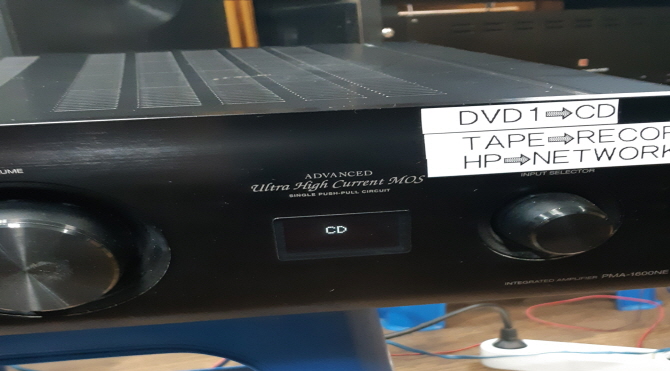 DVD1⇨CD
TAPE⇨RECOR
HP⇨NETWORK
UME
ADVANCED
Ultra High Current MOS
SINGLE PUSH-PULL CIRCUIT
INPUT SELECTOR
CD
INTEGRATED AMPLIFIER PMA-1600NE